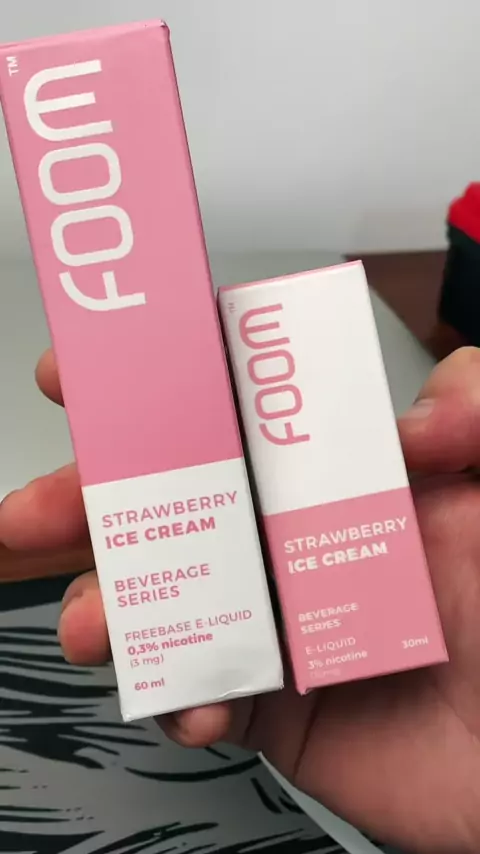 FOOM
TM
STRAWBERRY
ICE CREAM
BEVERAGE
SERIES
FREEBASE E-LIQUID
0,3% nicotine
(3 mg)
60 ml
FOOM
TM
STRAWBERRY
ICE CREAM
BEVERAGE
SERIES
E-LIQUID
3% nicotine
30ml